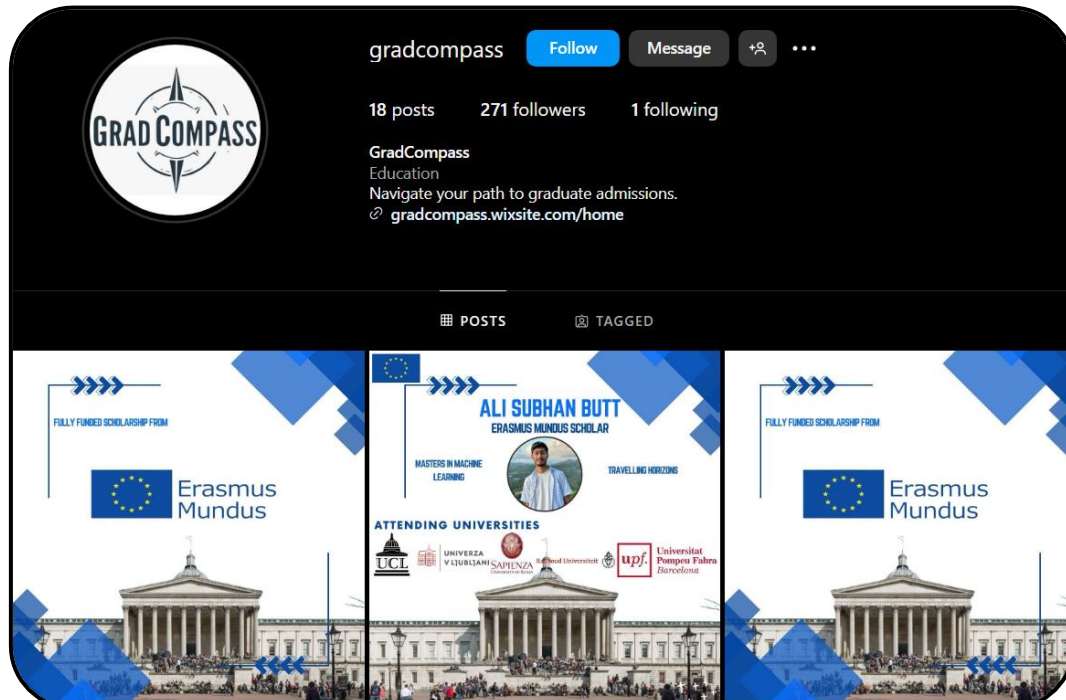 gradcompass Follow Message
18 posts 271 followers 1 following
GradCompass
Education
Navigate your path to graduate admissions.
gradcompass.wixsite.com/home
GRAD COMPASS
POSTS TAGGED
FULLY FUNDED SCHOLARSHIP FROM
Erasmus
Mundus
ALI SUBHAN BUTT
ERASMUS MUNDUS SCHOLAR
MASTERS IN MACHINE
LEARNING
TRAVELLING HORIZONS
ATTENDING UNIVERSITIES
UCL
UNIVERZA
V LJUBLJANI
SAPIENZA
UNIVERSITÀ DI ROMA
Radboud Universiteit
upf.
Universitat
Pompeu Fabra
Barcelona
FULLY FUNDED SCHOLARSHIP FROM
Erasmus
Mundus